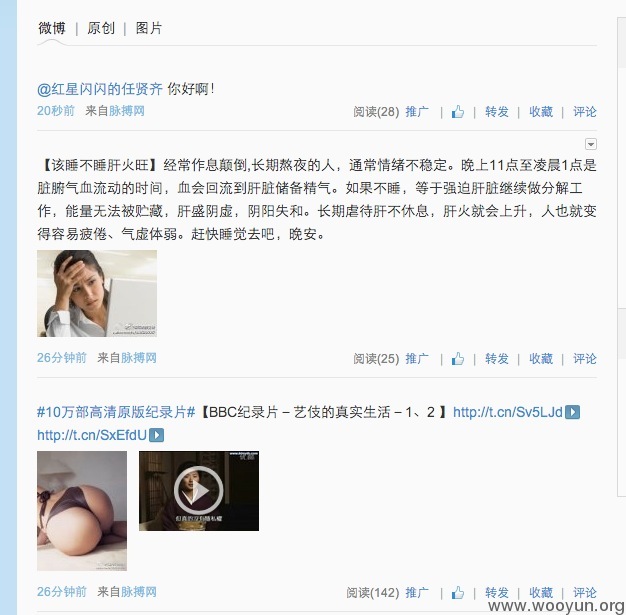 微博 | 原创 | 图片
@红星闪闪的任贤齐 你好啊！
20秒前 来自脉搏网 阅读(28) 推广 | | 转发 | 收藏 | 评论
【该睡不睡肝火旺】经常作息颠倒,长期熬夜的人，通常情绪不稳定。晚上11点至凌晨1点是
脏腑气血流动的时间，血会回流到肝脏储备精气。如果不睡，等于强迫肝脏继续做分解工
作，能量无法被贮藏，肝盛阴虚，阴阳失和。长期虐待肝不休息，肝火就会上升，人也就变
得容易疲倦、气虚体弱。赶快睡觉去吧，晚安。
26分钟前 来自脉搏网 阅读(25) 推广 | | 转发 | 收藏 | 评论
#10万部高清原版纪录片#【BBC纪录片 – 艺伎的真实生活 – 1、2 】http://t.cn/Sv5LJd
http://t.cn/SxEfdU
但真的没有隐私权
26分钟前 来自脉搏网 阅读(142) 推广 | | 转发 | 收藏 | 评论
www.wooyun.org